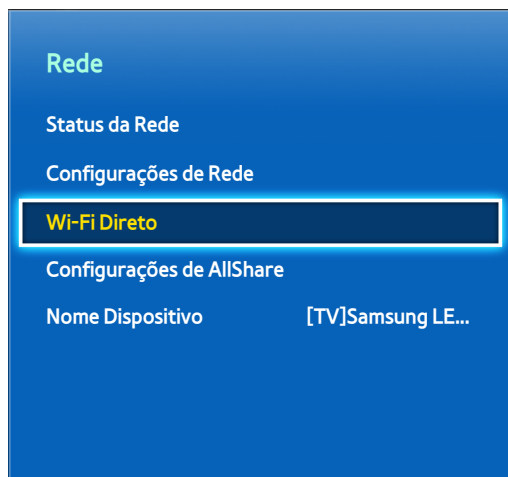 Rede
Status da Rede
Configurações de Rede
Wi-Fi Direto
Configurações de AllShare
Nome Dispositivo [TV]Samsung LE...